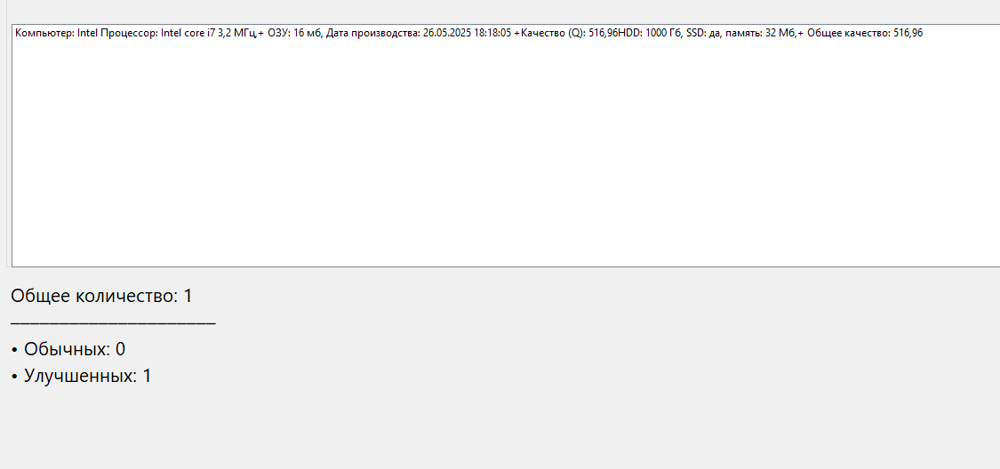 Компьютер: Intel Процессор: Intel core i7 3,2 МГц,+ ОЗУ: 16 мб, Дата производства: 26.05.2025 18:18:05 +Качество (Q): 516,96HDD: 1000 Гб, SSD: да, память: 32 Мб,+ Общее качество: 516,96
Общее количество: 1
_____________________
• Обычных: 0
• Улучшенных: 1